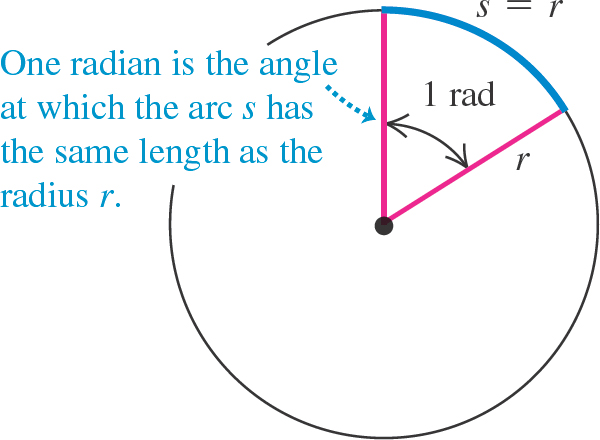 s = r
One radian is the angle
at which the arc s has
the same length as the
radius r.
1 rad
r